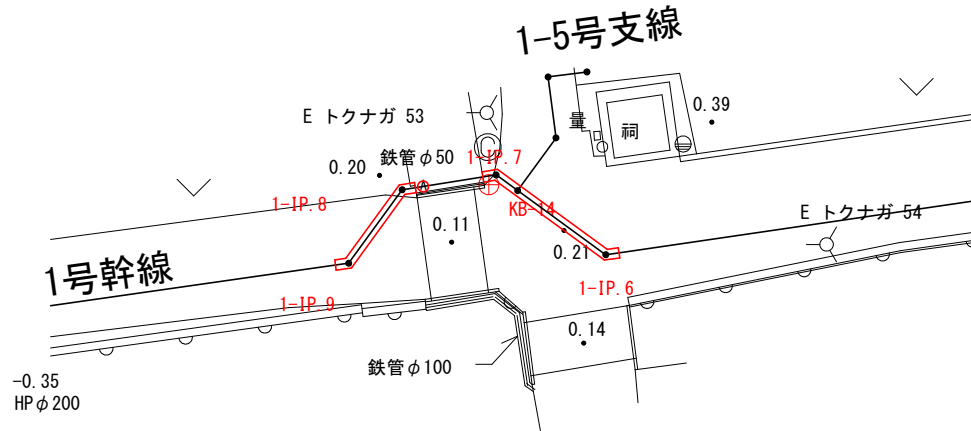 1-5号支線
E トクナガ 53
量
祠
0.39
鉄管φ50
1-IP.7
0.20
A
1-IP.8
KB-14
E トクナガ 54
0.11
0.21
1号幹線
1-IP.6
1-IP.9
0.14
鉄管φ100
-0.35
HPφ200